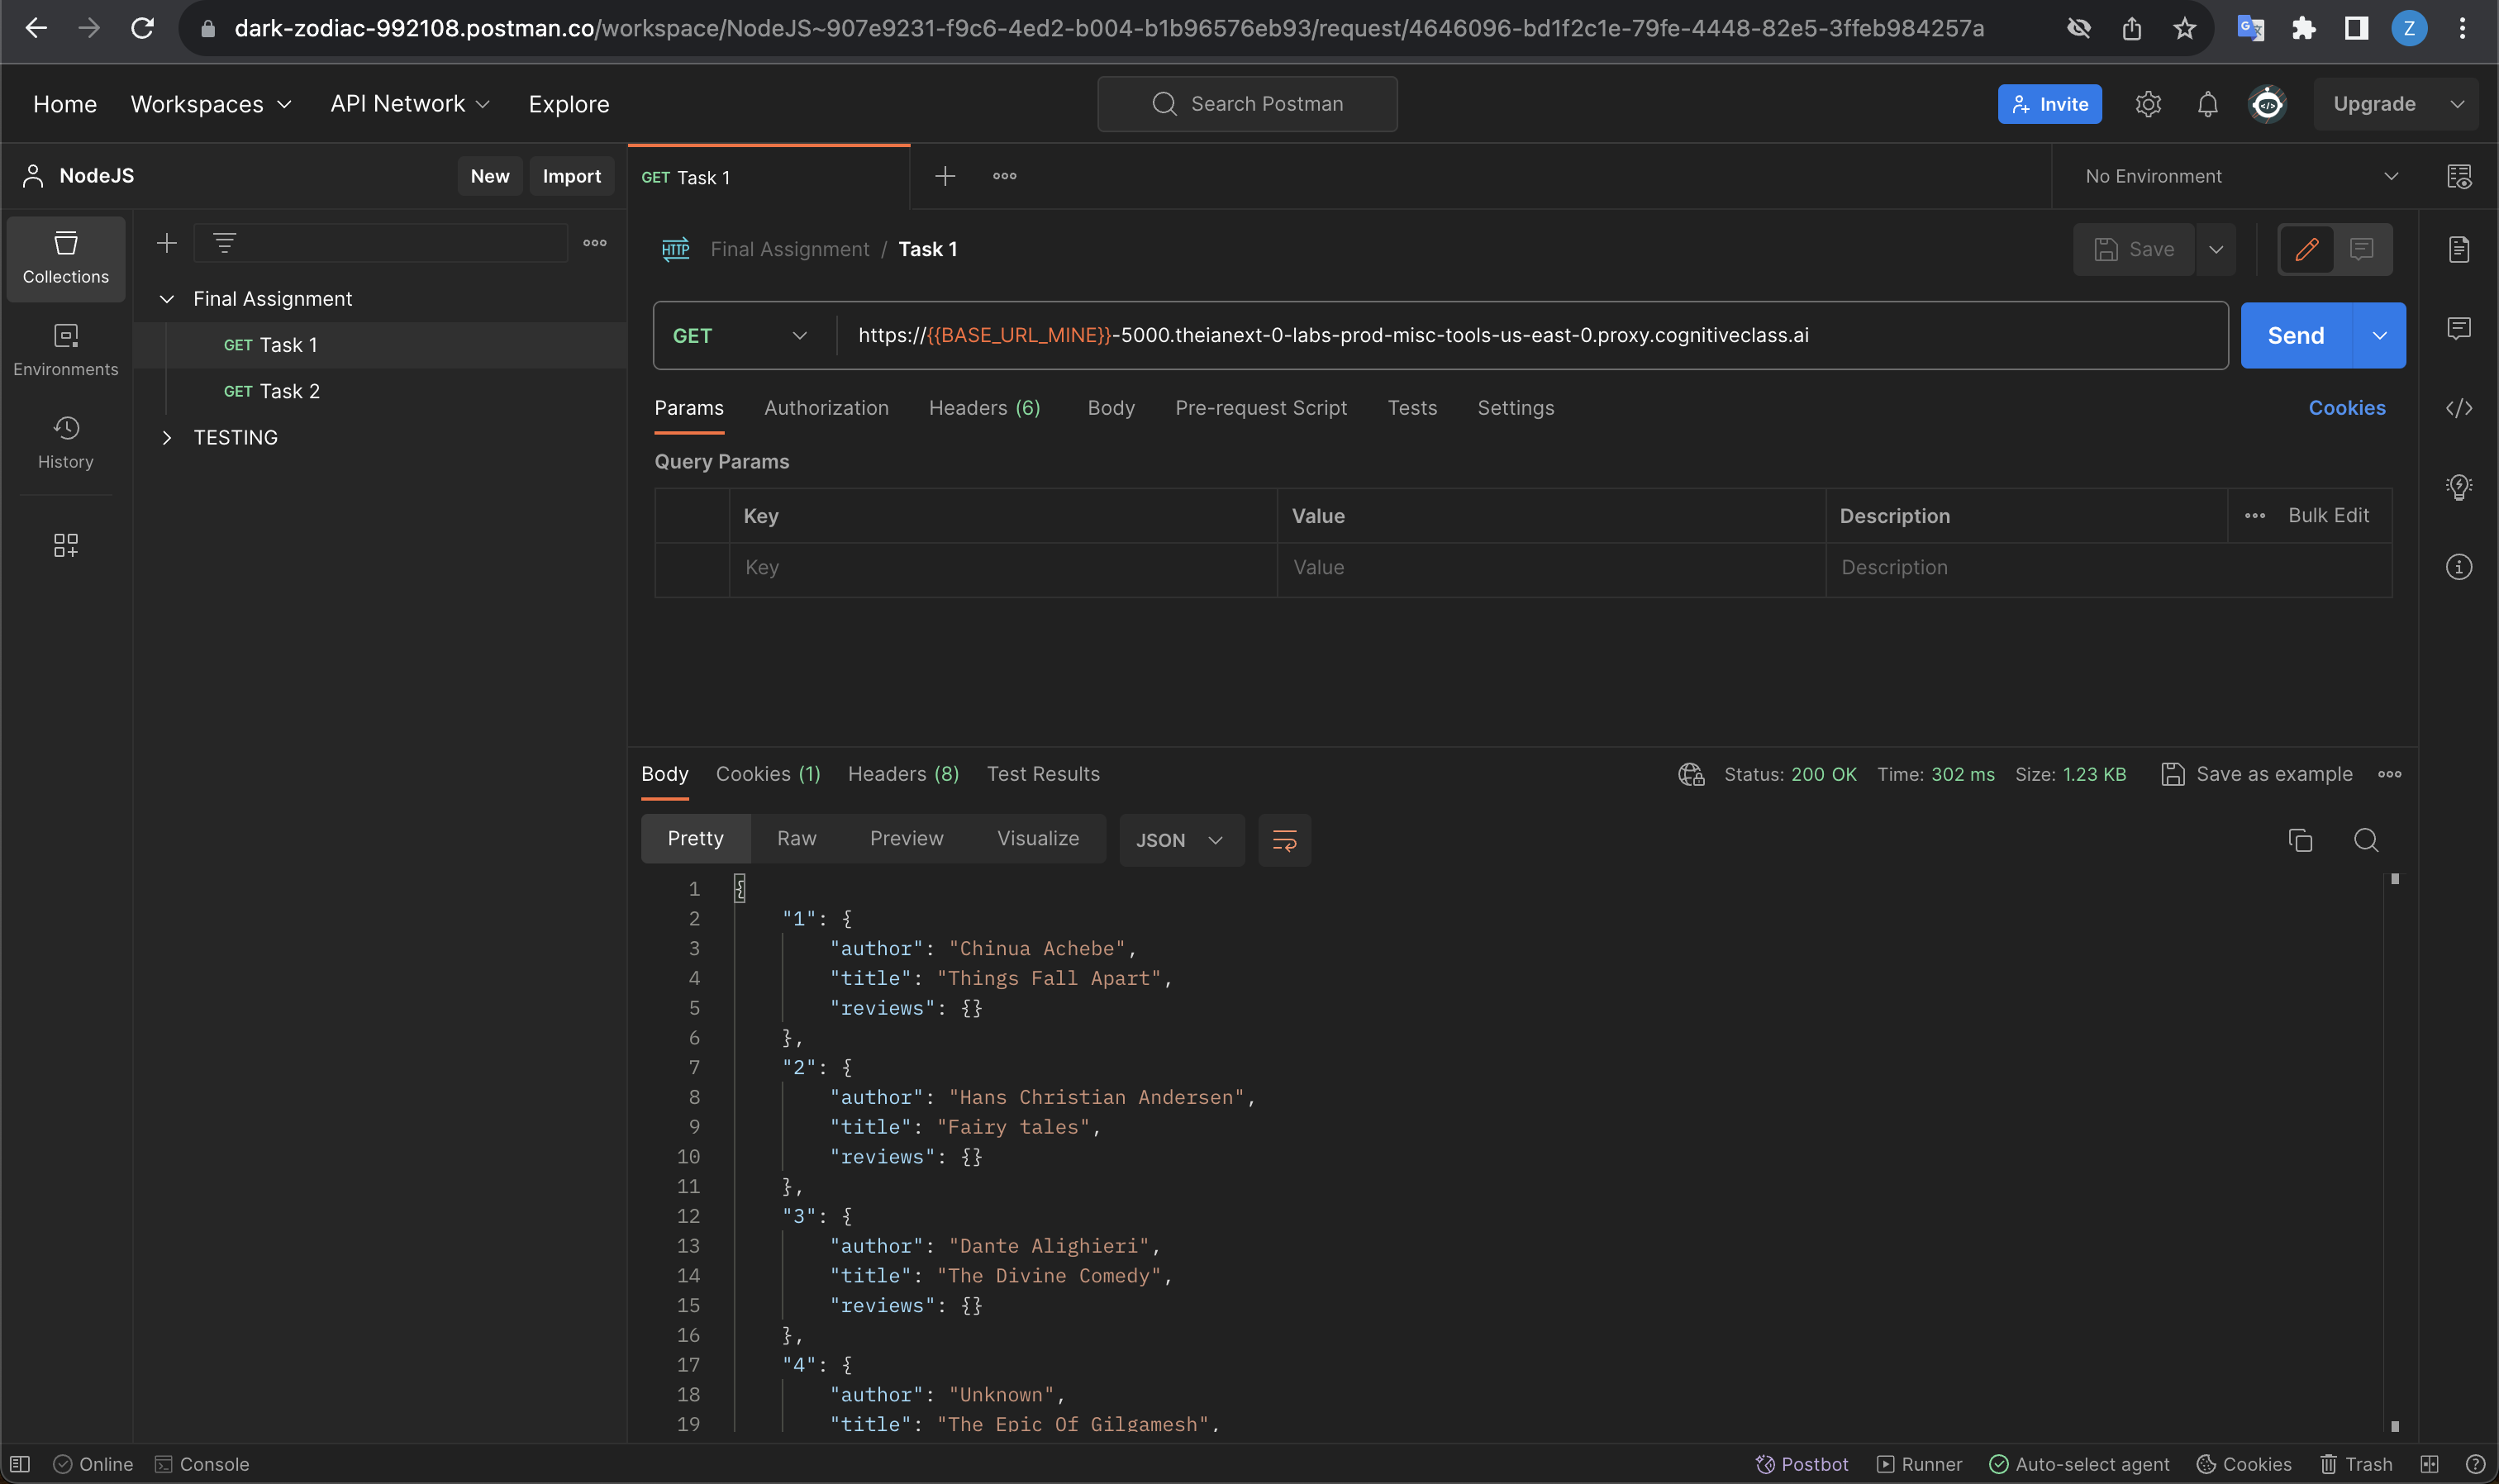 dark-zodiac-992108.postman.co/workspace/NodeJS~907e9231-f9c6-4ed2-b004-b1b96576eb93/request/4646096-bd1f2c1e-79fe-4448-82e5-3ffeb984257a
Z
Home Workspaces API Network Explore
Search Postman
Invite
Upgrade
NodeJS
New Import
GET Task 1
No Environment
Collections
Environments
History
Final Assignment
GET Task 1
GET Task 2
TESTING
HTTP Final Assignment / Task 1
Save
GET https://{{BASE_URL_MINE}}-5000.theianext-0-labs-prod-misc-tools-us-east-0.proxy.cognitiveclass.ai
Send
Params Authorization Headers (6) Body Pre-request Script Tests Settings Cookies
Query Params
Key Value Description Bulk Edit
Key Value Description
Body Cookies (1) Headers (8) Test Results
Status: 200 OK Time: 302 ms Size: 1.23 KB Save as example
Pretty Raw Preview Visualize JSON
1 {
2 "1": {
3 "author": "Chinua Achebe",
4 "title": "Things Fall Apart",
5 "reviews": {}
6 },
7 "2": {
8 "author": "Hans Christian Andersen",
9 "title": "Fairy tales",
10 "reviews": {}
11 },
12 "3": {
13 "author": "Dante Alighieri",
14 "title": "The Divine Comedy",
15 "reviews": {}
16 },
17 "4": {
18 "author": "Unknown",
19 "title": "The Epic Of Gilgamesh",
Online Console
Postbot Runner Auto-select agent Cookies Trash